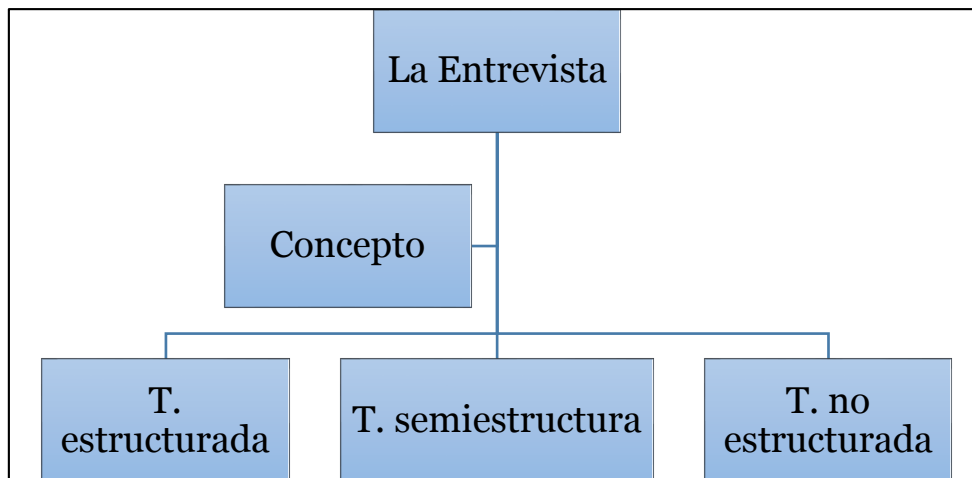 La Entrevista
Concepto
T.
estructurada
T. semiestructura
T. no
estructurada